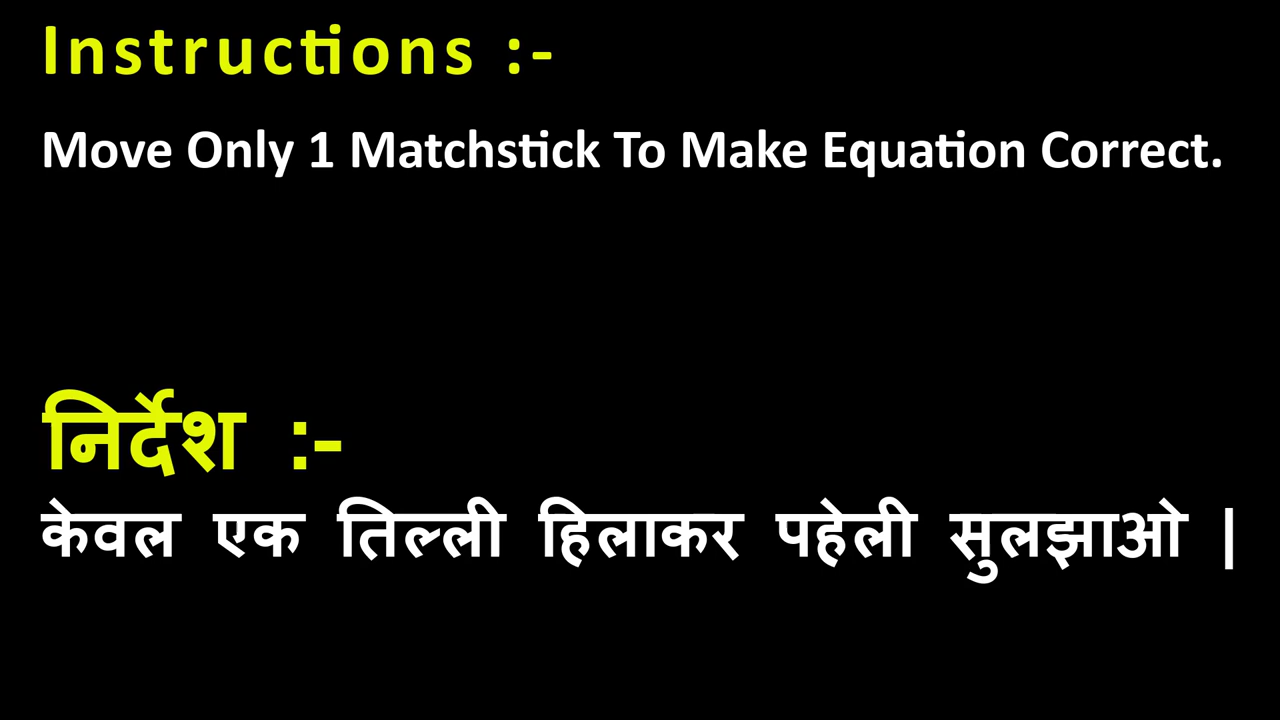 Instructions :-
Move Only 1 Matchstick To Make Equation Correct.
निर्देश :-
केवल एक तिल्ली हिलाकर पहेली सुलझाओ |